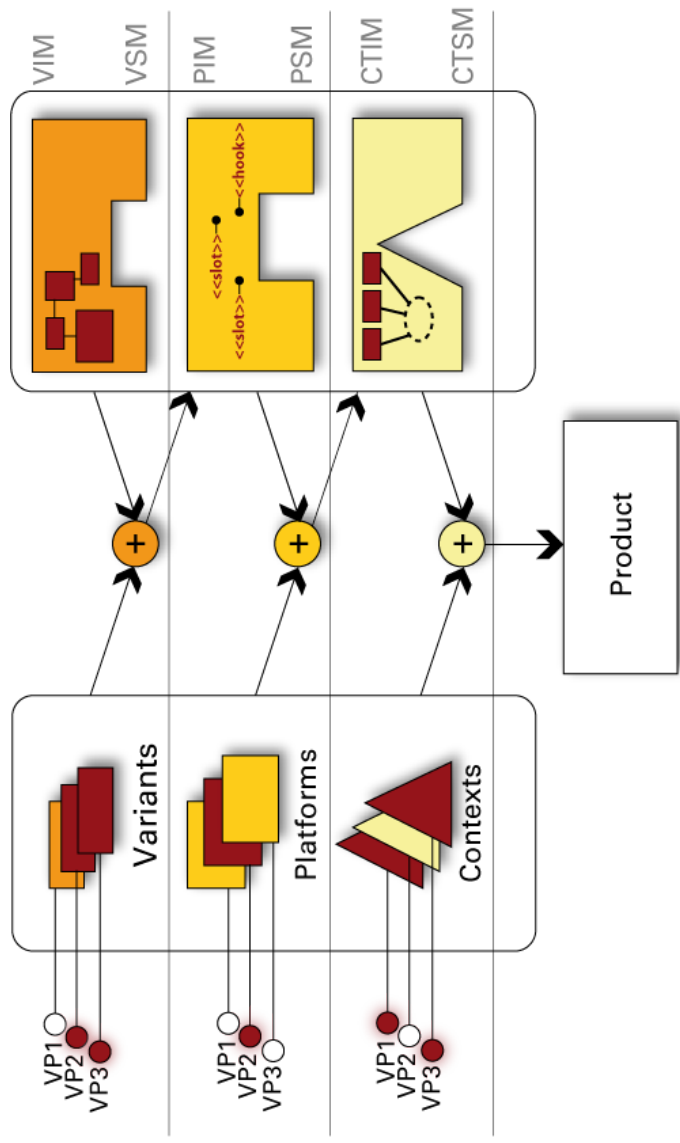 VIM
VSM
PIM
PSM
CTIM
CTSM
<<slot>>
<<slot>>
<<hook>>
+
+
+
Product
Variants
Platforms
Contexts
VP1
VP2
VP3
VP1
VP2
VP3
VP1
VP2
VP3